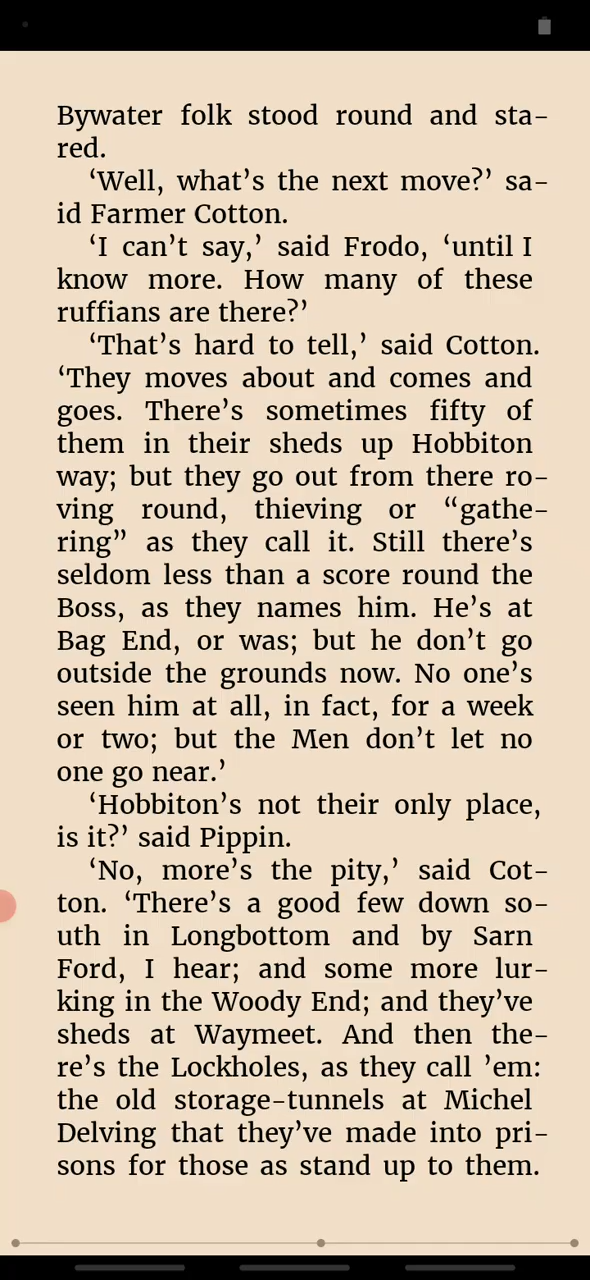 Bywater folk stood round and sta-
red.
‘Well, what’s the next move?’ sa-
id Farmer Cotton.
‘I can’t say,’ said Frodo, ‘until I
know more. How many of these
ruffians are there?’
‘That’s hard to tell,’ said Cotton.
‘They moves about and comes and
goes. There’s sometimes fifty of
them in their sheds up Hobbiton
way; but they go out from there ro-
ving round, thieving or “gathe-
ring” as they call it. Still there’s
seldom less than a score round the
Boss, as they names him. He’s at
Bag End, or was; but he don’t go
outside the grounds now. No one’s
seen him at all, in fact, for a week
or two; but the Men don’t let no
one go near.’
‘Hobbiton’s not their only place,
is it?’ said Pippin.
‘No, more’s the pity,’ said Cot-
ton. ‘There’s a good few down so-
uth in Longbottom and by Sarn
Ford, I hear; and some more lur-
king in the Woody End; and they’ve
sheds at Waymeet. And then the-
re’s the Lockholes, as they call ’em:
the old storage-tunnels at Michel
Delving that they’ve made into pri-
sons for those as stand up to them.